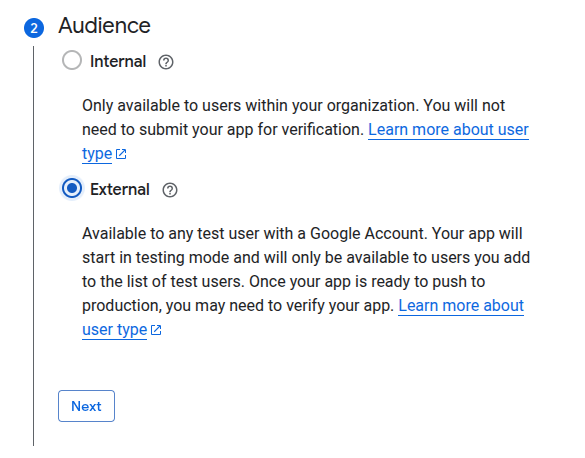 2 Audience
Internal
Only available to users within your organization. You will not
need to submit your app for verification. Learn more about user
type
External
Available to any test user with a Google Account. Your app will
start in testing mode and will only be available to users you add
to the list of test users. Once your app is ready to push to
production, you may need to verify your app. Learn more about
user type
Next